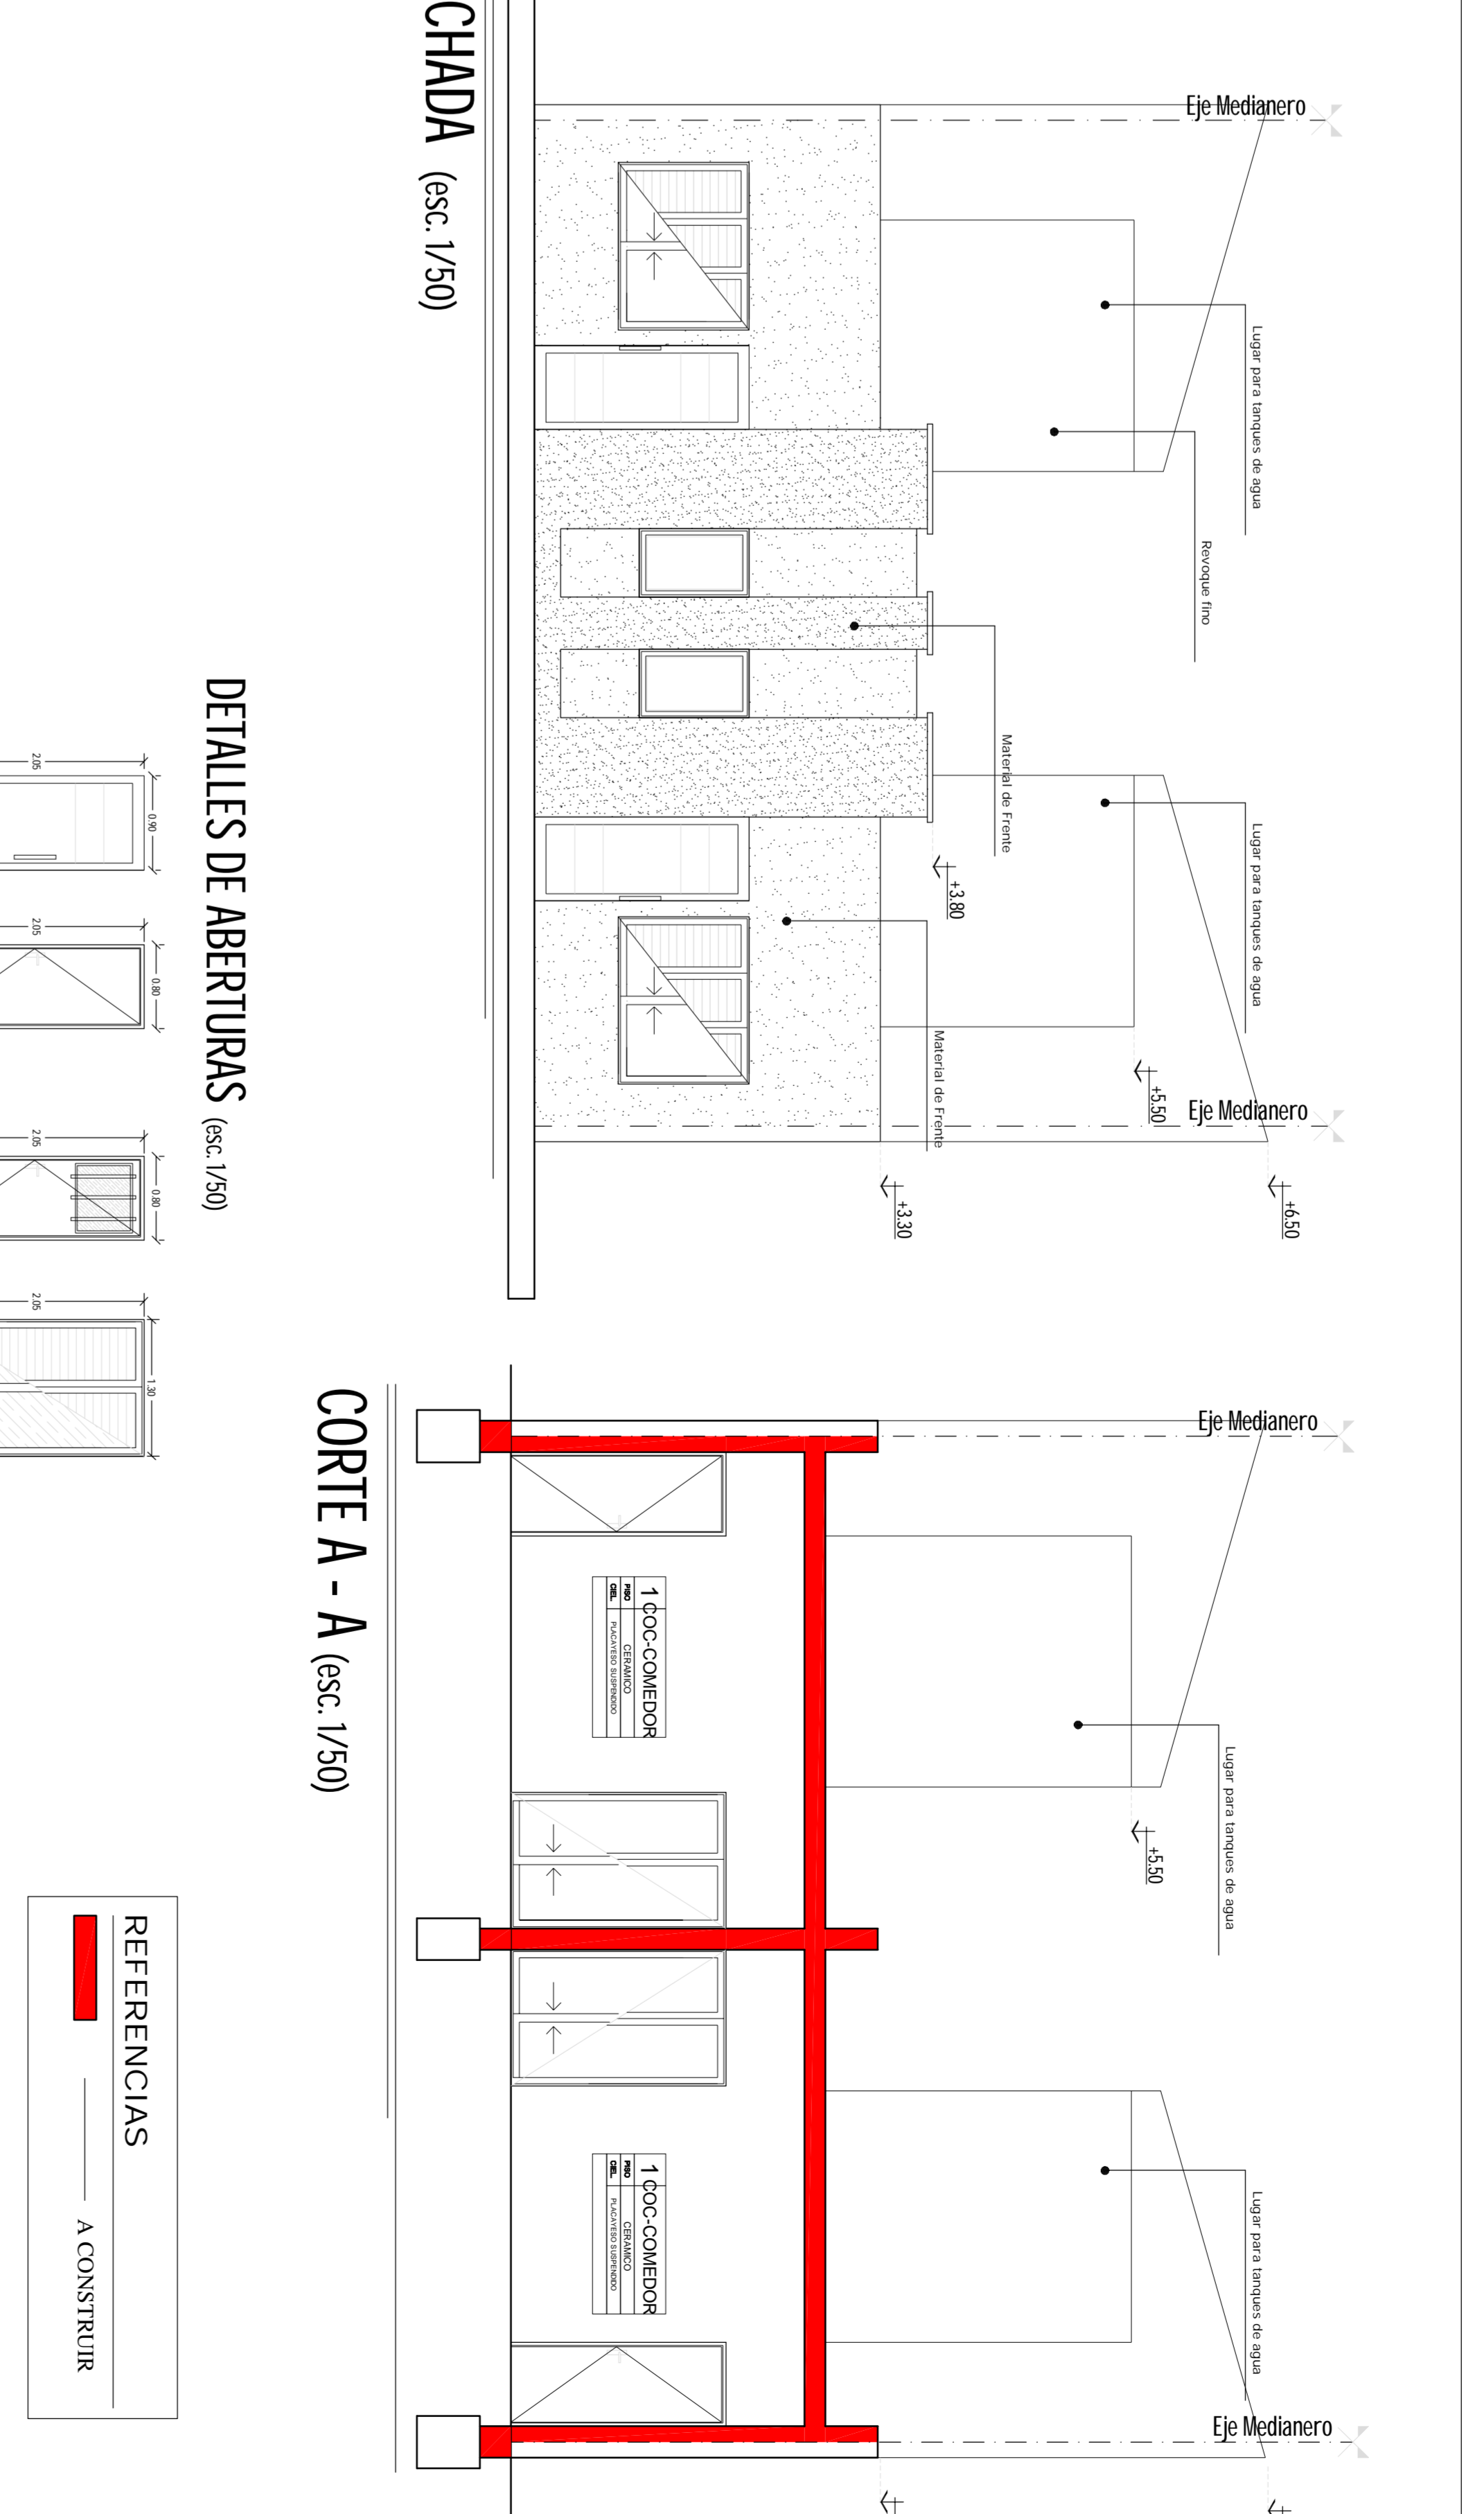 CHADA (esc. 1/50)
Eje Medianero
Lugar para tanques de agua
Revoque fino
Material de Frente
Lugar para tanques de agua
+3.80
Material de Frente
+5.50
Eje Medianero
+3.30
+6.50
DETALLES DE ABERTURAS (esc. 1/50)
2.05
0.90
2.05
0.80
2.05
0.80
2.05
1.30
CORTE A - A (esc. 1/50)
Eje Medianero
Lugar para tanques de agua
+5.50
1 COC-COMEDOR
PISO CERAMICO
CIEL. PLACAYESO SUSPENDIDO
1 COC-COMEDOR
PISO CERAMICO
CIEL. PLACAYESO SUSPENDIDO
Lugar para tanques de agua
Eje Medianero
REFERENCIAS
A CONSTRUIR